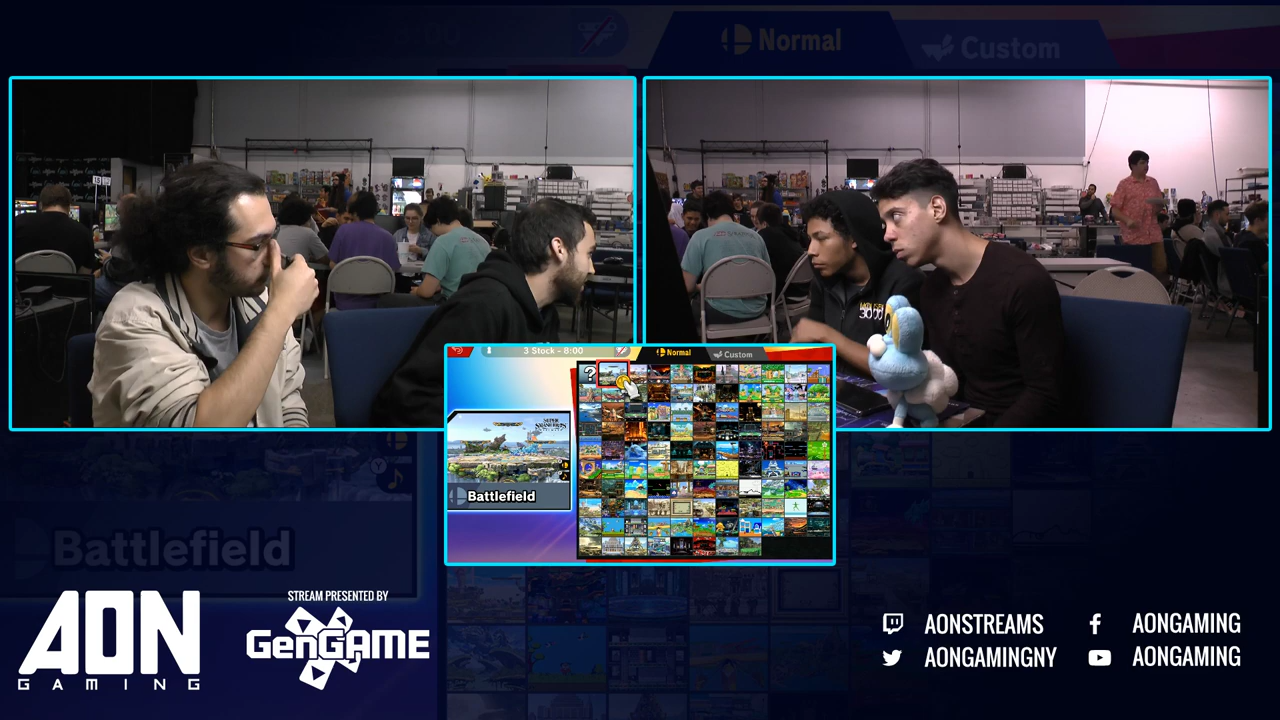 Normal
Custom
3 Stock - 8:00
Normal
Custom
?
Battlefield
Battlefield
AON
GAMING
STREAM PRESENTED BY
GenGAME
AONSTREAMS
AONGAMING
AONGAMINGNY
AONGAMING